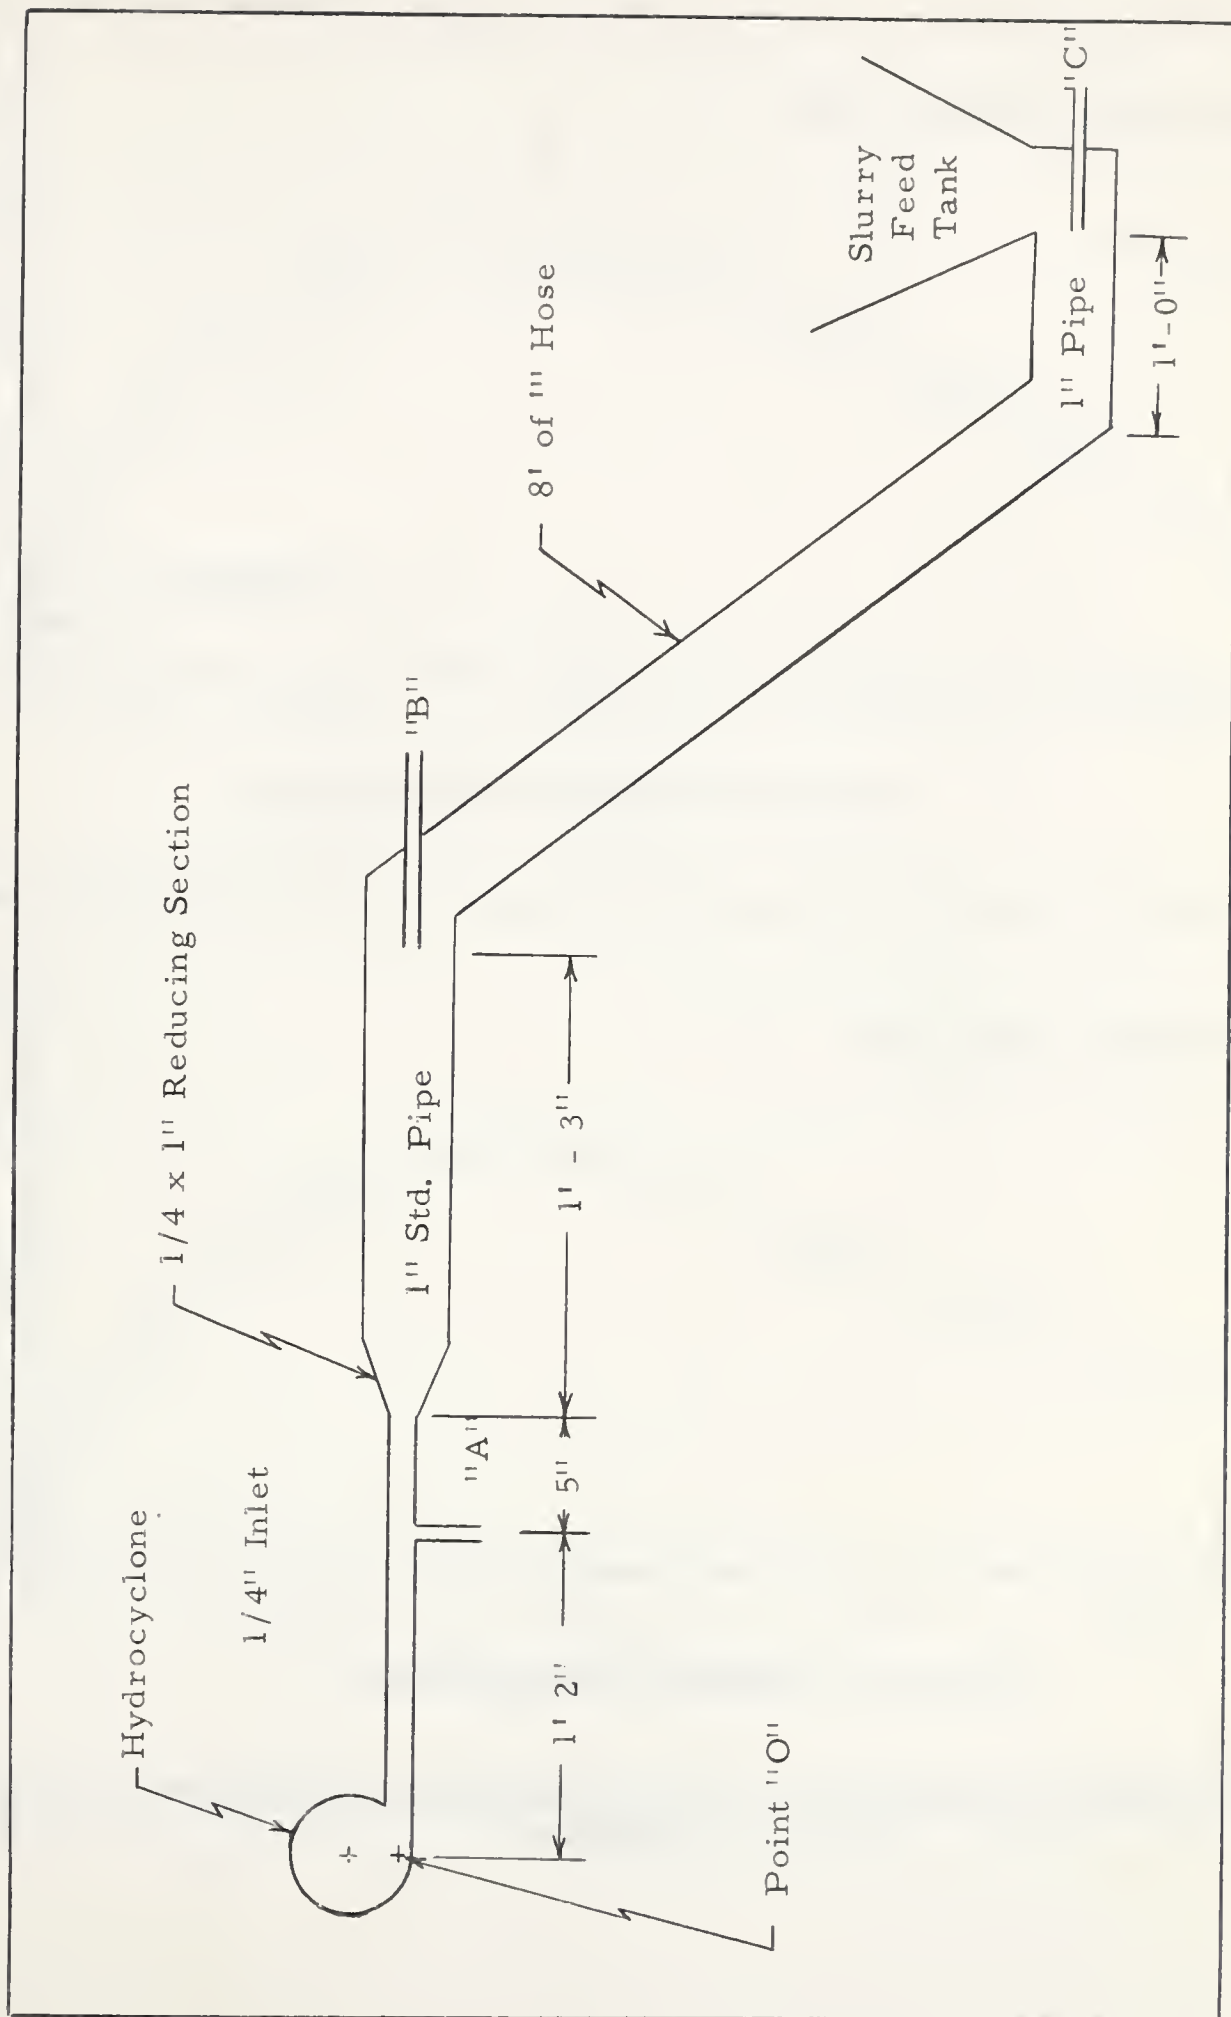 Hydrocyclone
1/4" Inlet
1/4 x 1" Reducing Section
"B"
8' of "' Hose
Slurry
Feed
Tank
"C"
1" Std. Pipe
"A"
1" Pipe
1' 2"
5"
1' - 3"
1'-0"
Point "O"